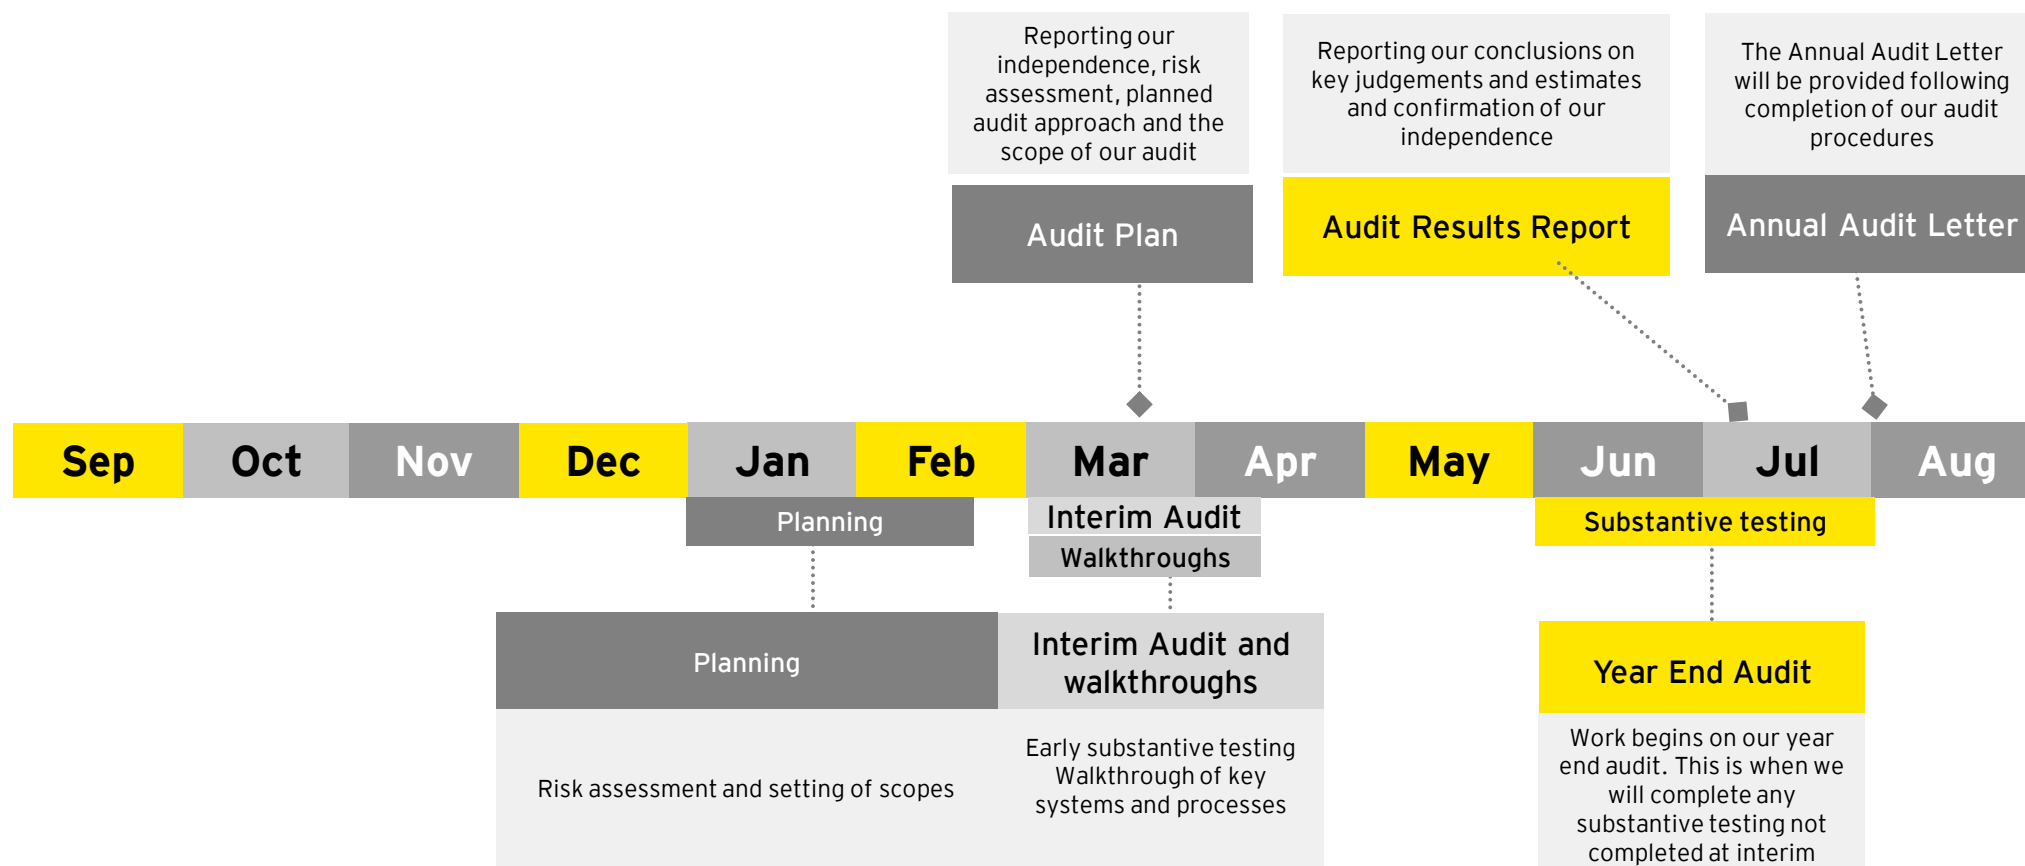 Reporting our
independence, risk
assessment, planned
audit approach and the
scope of our audit
Audit Plan
Reporting our conclusions on
key judgements and estimates
and confirmation of our
independence
Audit Results Report
The Annual Audit Letter
will be provided following
completion of our audit
procedures
Annual Audit Letter
Sep Oct Nov Dec Jan Feb Mar Apr May Jun Jul Aug
Planning
Interim Audit
Walkthroughs
Substantive testing
Planning
Risk assessment and setting of scopes
Interim Audit and
walkthroughs
Early substantive testing
Walkthrough of key
systems and processes
Year End Audit
Work begins on our year
end audit. This is when we
will complete any
substantive testing not
completed at interim